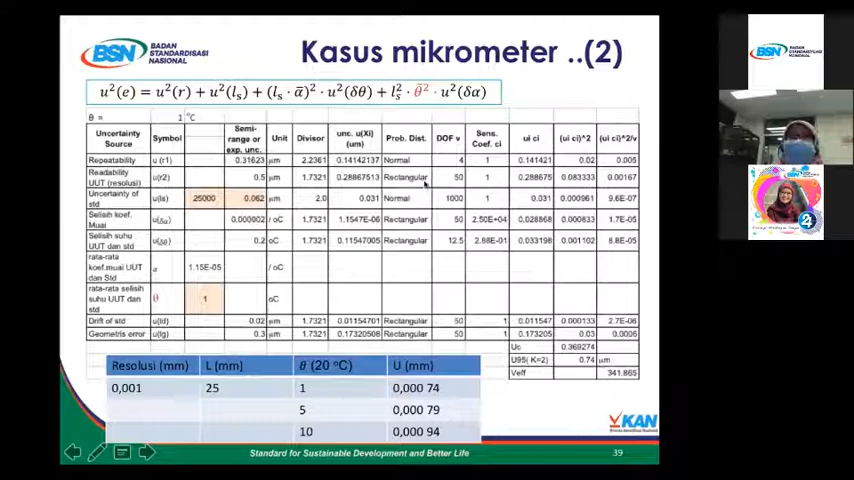 BSN BADAN STANDARDISASI NASIONAL
Kasus mikrometer ..(2)
u²(e) = u²(r) + u²(lₛ) + (lₛ · ᾱ)² · u²(δθ) + lₛ² · θ̄² · u²(δα)
θ = 1 °C
Uncertainty Source Symbol Semi-range or exp. unc. Unit Divisor unc. u(Xi) (um) Prob. Dist. DOF v Sens. Coef. ci ui ci (ui ci)^2 (ui ci)^2/v
Repeatability u (r1) 0.31623 µm 2.2361 0.14142137 Normal 4 1 0.141421 0.02 0.005
Readability UUT (resolusi) u(r2) 0.5 µm 1.7321 0.28867513 Rectangular 50 1 0.288675 0.083333 0.00167
Uncertainty of std u(ls) 25000 0.062 µm 2.0 0.031 Normal 1000 1 0.031 0.000961 9.6E-07
Selisih koef. Muai u(δα) 0.000002 / oC 1.7321 1.1547E-06 Rectangular 50 2.50E+04 0.028868 0.000833 1.7E-05
Selisih suhu UUT dan std u(δθ) 0.2 oC 1.7321 0.11547005 Rectangular 12.5 2.88E-01 0.033198 0.001102 8.8E-05
rata-rata koef.muai UUT dan Std α 1.15E-05 / oC
rata-rata selisih suhu UUT dan std θ 1 oC
Drift of std u(ld) 0.02 µm 1.7321 0.01154701 Rectangular 50 1 0.011547 0.000133 2.7E-06
Geometris error u(lg) 0.3 µm 1.7321 0.17320508 Rectangular 50 1 0.173205 0.03 0.0006
Uc 0.369274
U95( K=2) 0.74 µm
Veff 341.865
Resolusi (mm) L (mm) θ (20 °C) U (mm)
0,001 25 1 0,000 74
5 0,000 79
10 0,000 94
KAN
Standard for Sustainable Development and Better Life
39
BSN BADAN STANDARDISASI NASIONAL